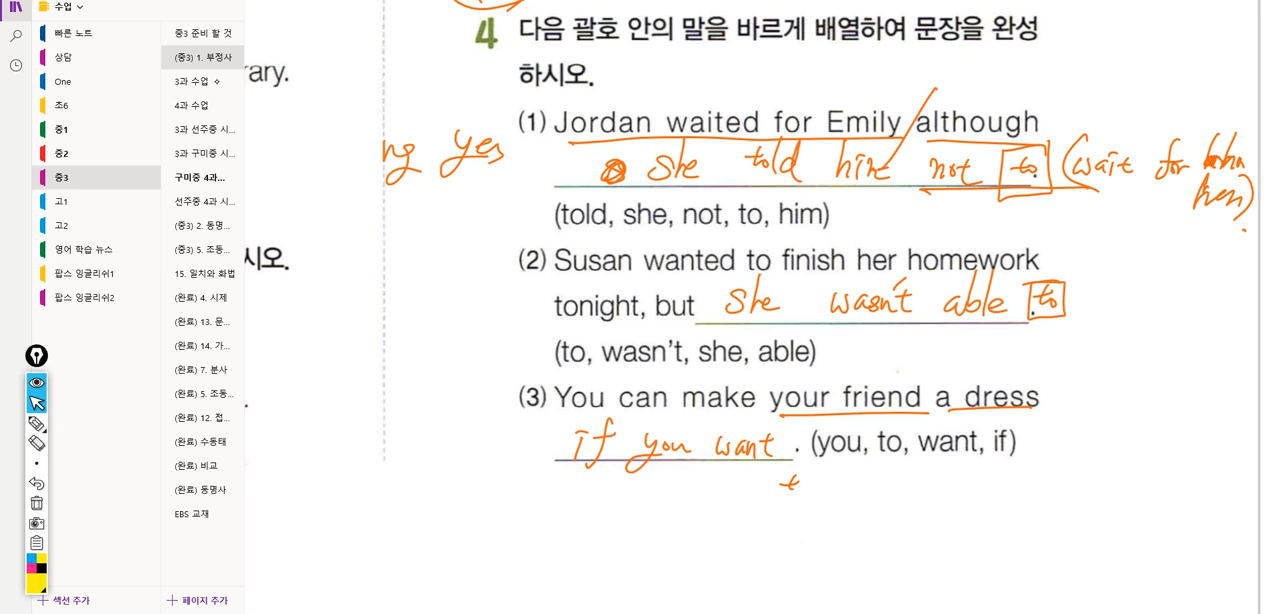 수업
빠른 노트
상담
One
초6
중1
중2
중3
고1
고2
영어 학습 뉴스
팝스 잉글리쉬1
팝스 잉글리쉬2
섹션 추가
중3 준비 할 것
(중3) 1. 부정사
3과 수업
4과 수업
3과 선주중 시...
3과 구미중 시...
구미중 4과...
선주중 4과 시...
(중3) 2. 동명...
(중3) 5. 조동...
15. 일치와 화법
(완료) 4. 시제
(완료) 13. 문...
(완료) 14. 가...
(완료) 7. 분사
(완료) 5. 조동...
(완료) 12. 접...
(완료) 수동태
(완료) 비교
(완료) 동명사
EBS 교재
페이지 추가
rary.
시오.
ng yes
4 다음 괄호 안의 말을 바르게 배열하여 문장을 완성
하시오.
(1) Jordan waited for Emily / although
she told him not to. (wait for
her)
(told, she, not, to, him)
(2) Susan wanted to finish her homework
tonight, but she wasn't able to.
(to, wasn't, she, able)
(3) You can make your friend a dress
if you want . (you, to, want, if)
t